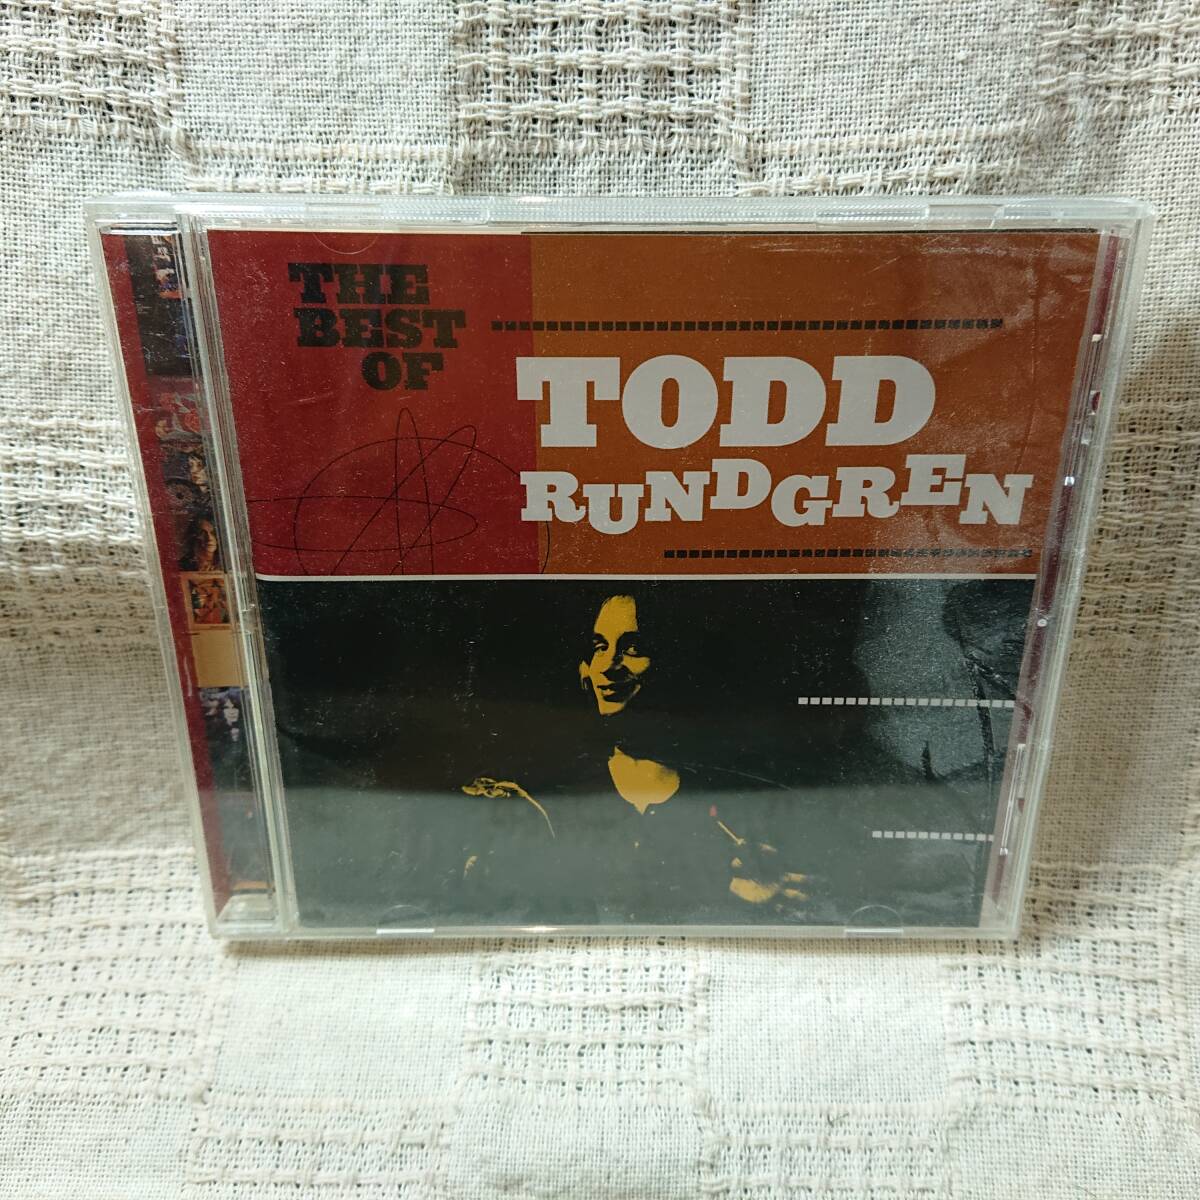 THE
BEST
OF
TODD
RUNDGREN